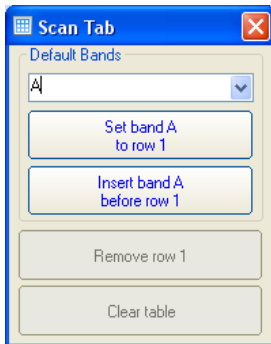 Scan Tab
Default Bands
A
Set band A
to row 1
Insert band A
before row 1
Remove row 1
Clear table